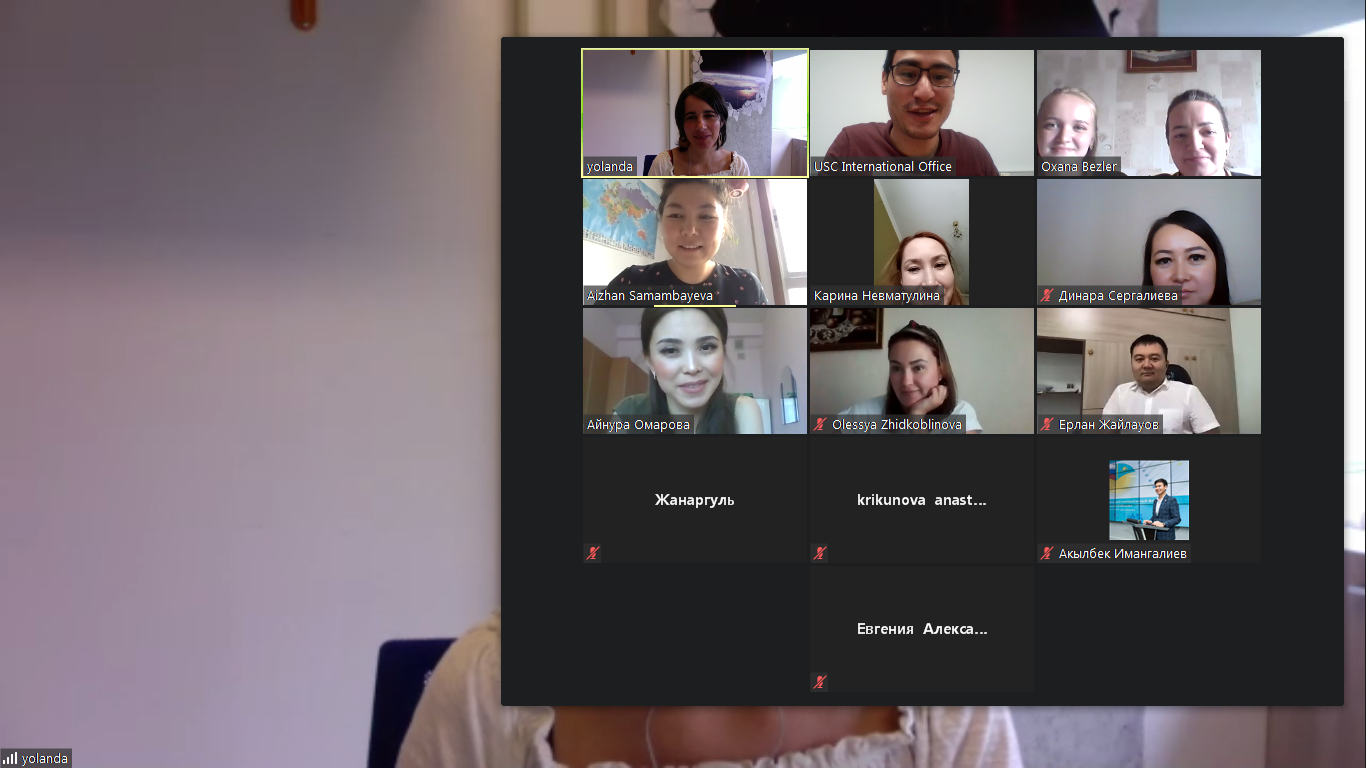 yolanda
USC International Office
Oxana Bezler
Aizhan Samambayeva
Карина Невматулина
Динара Сергалиева
Айнура Омарова
Olessya Zhidkoblinova
Ерлан Жайлауов
Жанаргуль
krikunova anast...
Акылбек Имангалиев
Евгения Алекса...
yolanda